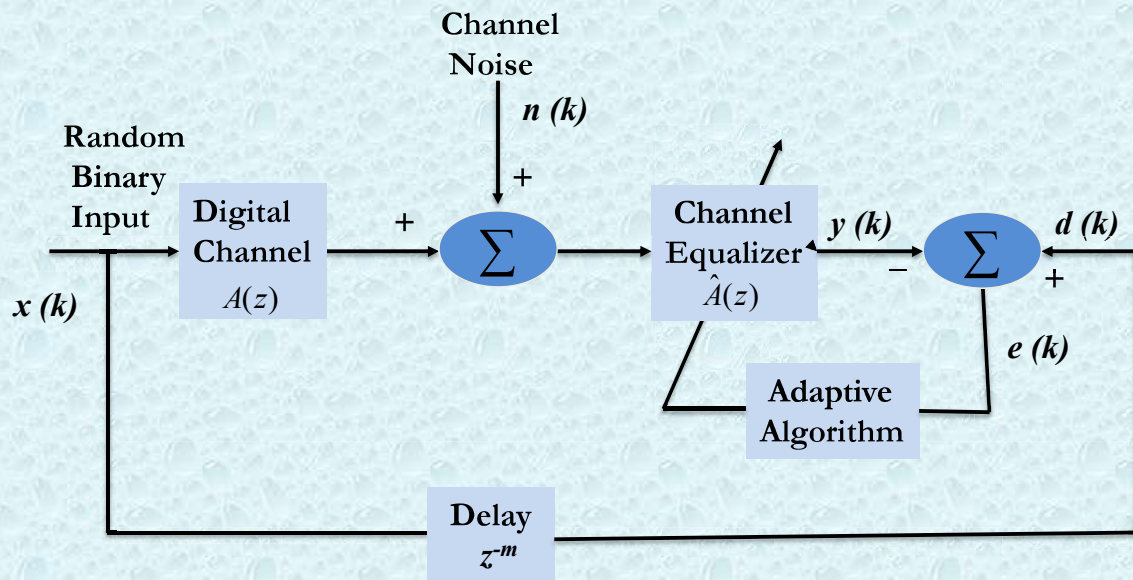 Channel
Noise
n (k)
+
Random
Binary
Input
x (k)
Digital
Channel
A(z)
+
∑
Channel
Equalizer
Â(z)
y (k)
−
∑
d (k)
+
e (k)
Adaptive
Algorithm
Delay
z⁻ᵐ